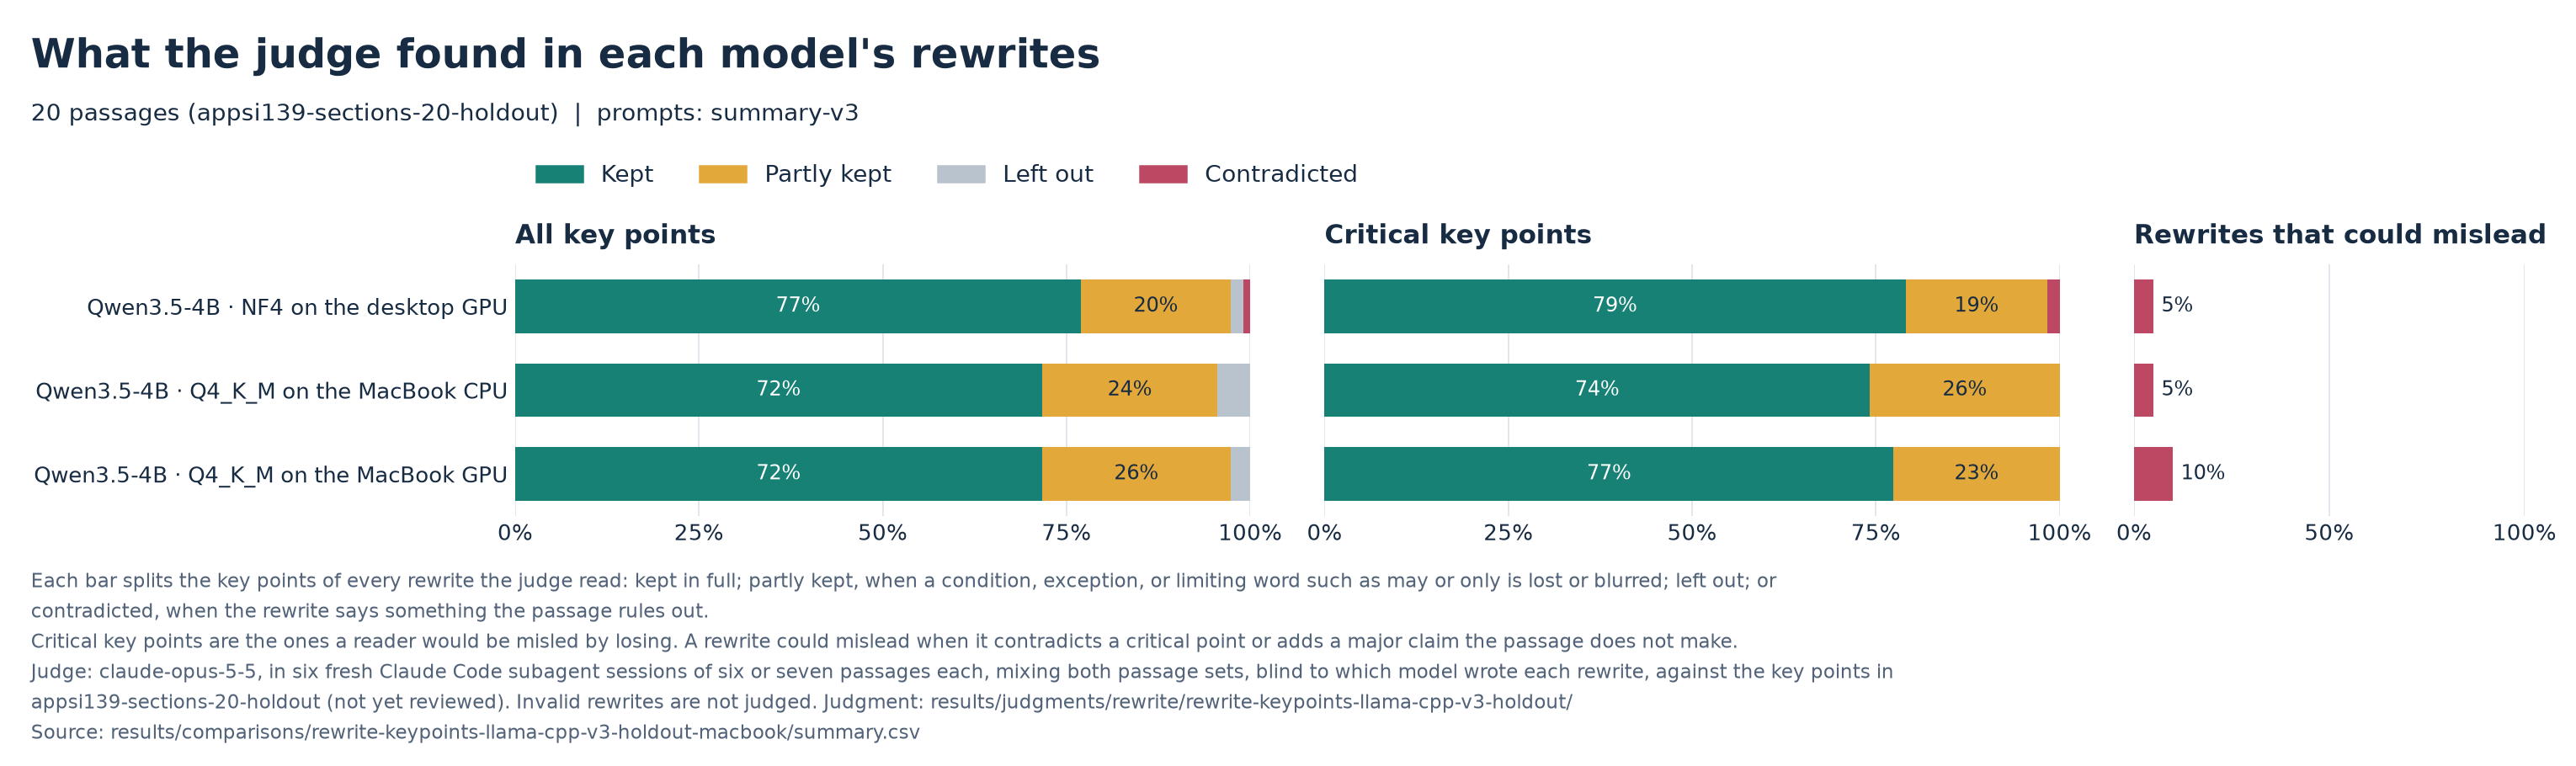 What the judge found in each model's rewrites
20 passages (appsi139-sections-20-holdout)  |  prompts: summary-v3
Kept
Partly kept
Left out
Contradicted
All key points
Critical key points
Rewrites that could mislead
Qwen3.5-4B · NF4 on the desktop GPU
77%
20%
79%
19%
5%
Qwen3.5-4B · Q4_K_M on the MacBook CPU
72%
24%
74%
26%
5%
Qwen3.5-4B · Q4_K_M on the MacBook GPU
72%
26%
77%
23%
10%
0%
25%
50%
75%
100%
0%
25%
50%
75%
100%
0%
50%
100%
Each bar splits the key points of every rewrite the judge read: kept in full; partly kept, when a condition, exception, or limiting word such as may or only is lost or blurred; left out; or
contradicted, when the rewrite says something the passage rules out.
Critical key points are the ones a reader would be misled by losing. A rewrite could mislead when it contradicts a critical point or adds a major claim the passage does not make.
Judge: claude-opus-5-5, in six fresh Claude Code subagent sessions of six or seven passages each, mixing both passage sets, blind to which model wrote each rewrite, against the key points in
appsi139-sections-20-holdout (not yet reviewed). Invalid rewrites are not judged. Judgment: results/judgments/rewrite/rewrite-keypoints-llama-cpp-v3-holdout/
Source: results/comparisons/rewrite-keypoints-llama-cpp-v3-holdout-macbook/summary.csv